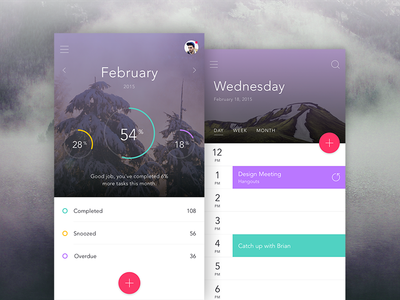 February
2015
28%
54%
18%
Good job, you've completed 6%
more tasks this month.
Completed 108
Snoozed 56
Overdue 36
+
Wednesday
February 19, 2015
DAY WEEK MONTH
+
12
PM
1
PM
Design Meeting
Hangouts
2
PM
3
PM
4
PM
Catch up with Brian
5
PM
6